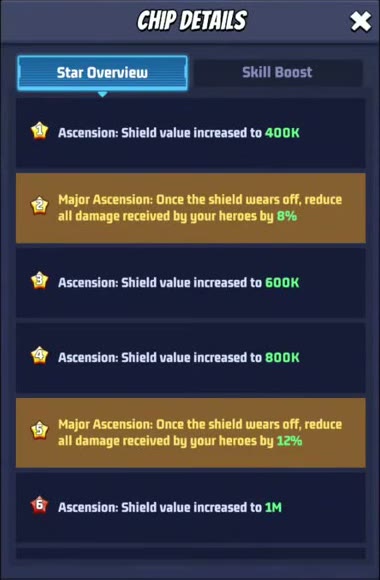 CHIP DETAILS
Star Overview
Skill Boost
1
Ascension: Shield value increased to 400K
2
Major Ascension: Once the shield wears off, reduce
all damage received by your heroes by 8%
3
Ascension: Shield value increased to 600K
4
Ascension: Shield value increased to 800K
5
Major Ascension: Once the shield wears off, reduce
all damage received by your heroes by 12%
6
Ascension: Shield value increased to 1M